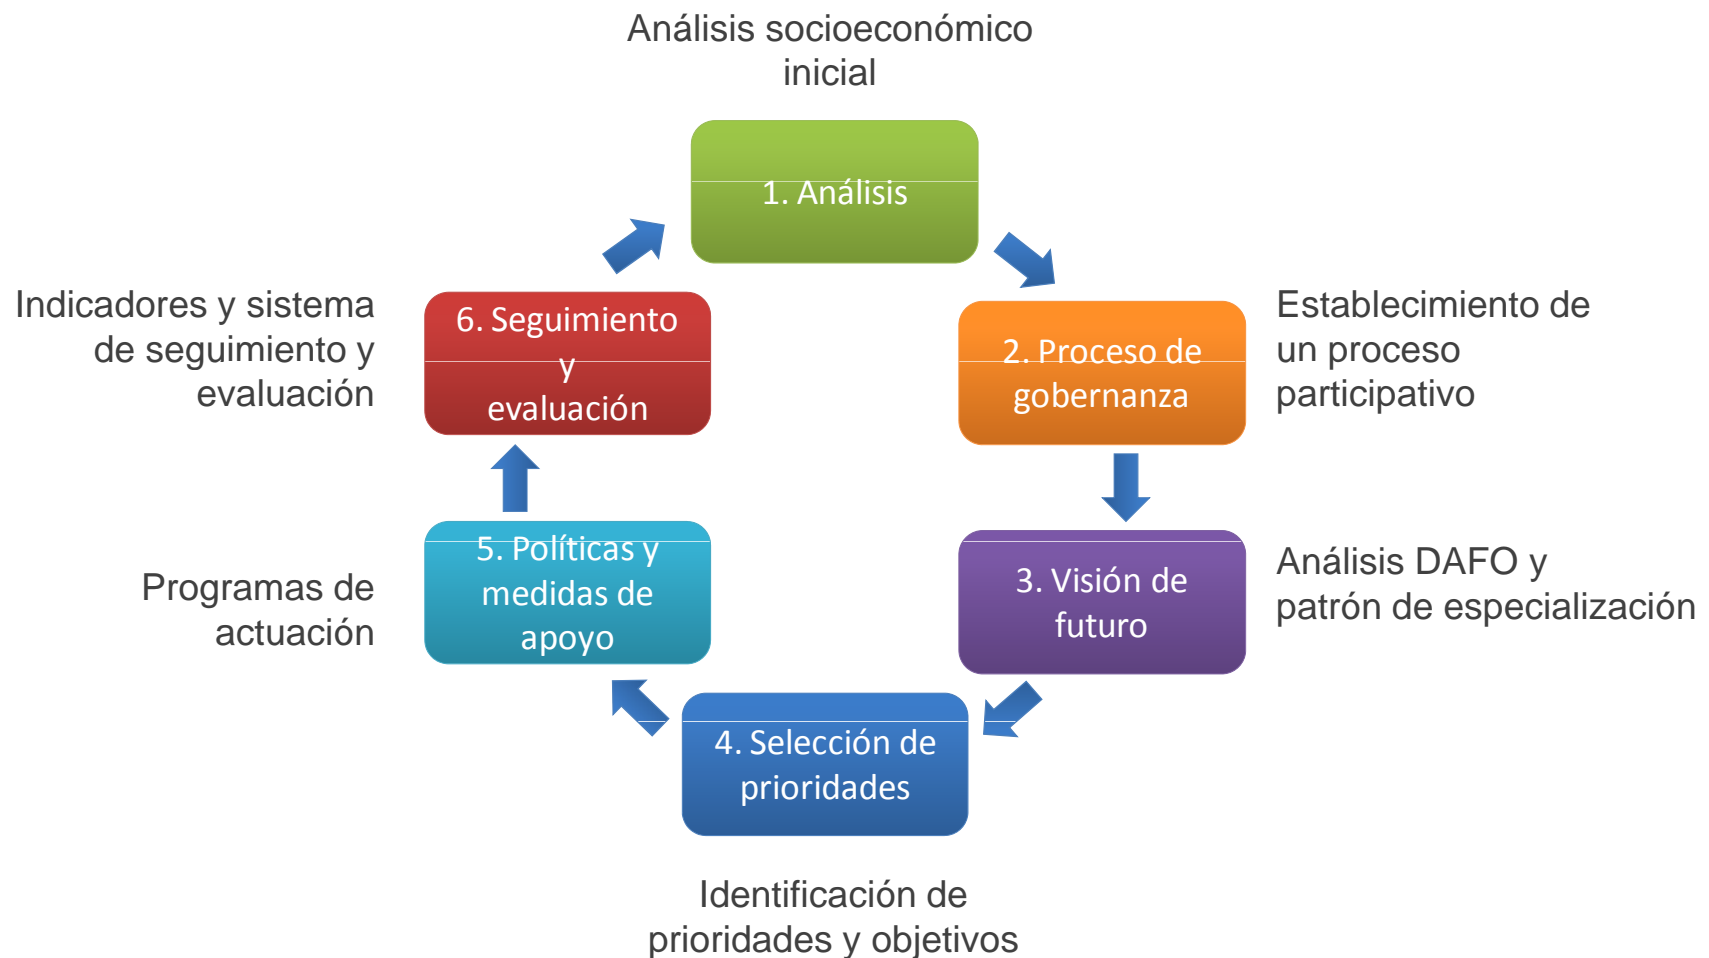 Análisis socioeconómico
inicial
1. Análisis
2. Proceso de
gobernanza
Establecimiento de
un proceso
participativo
3. Visión de
futuro
Análisis DAFO y
patrón de especialización
4. Selección de
prioridades
Identificación de
prioridades y objetivos
5. Políticas y
medidas de
apoyo
Programas de
actuación
6. Seguimiento
y
evaluación
Indicadores y sistema
de seguimiento y
evaluación